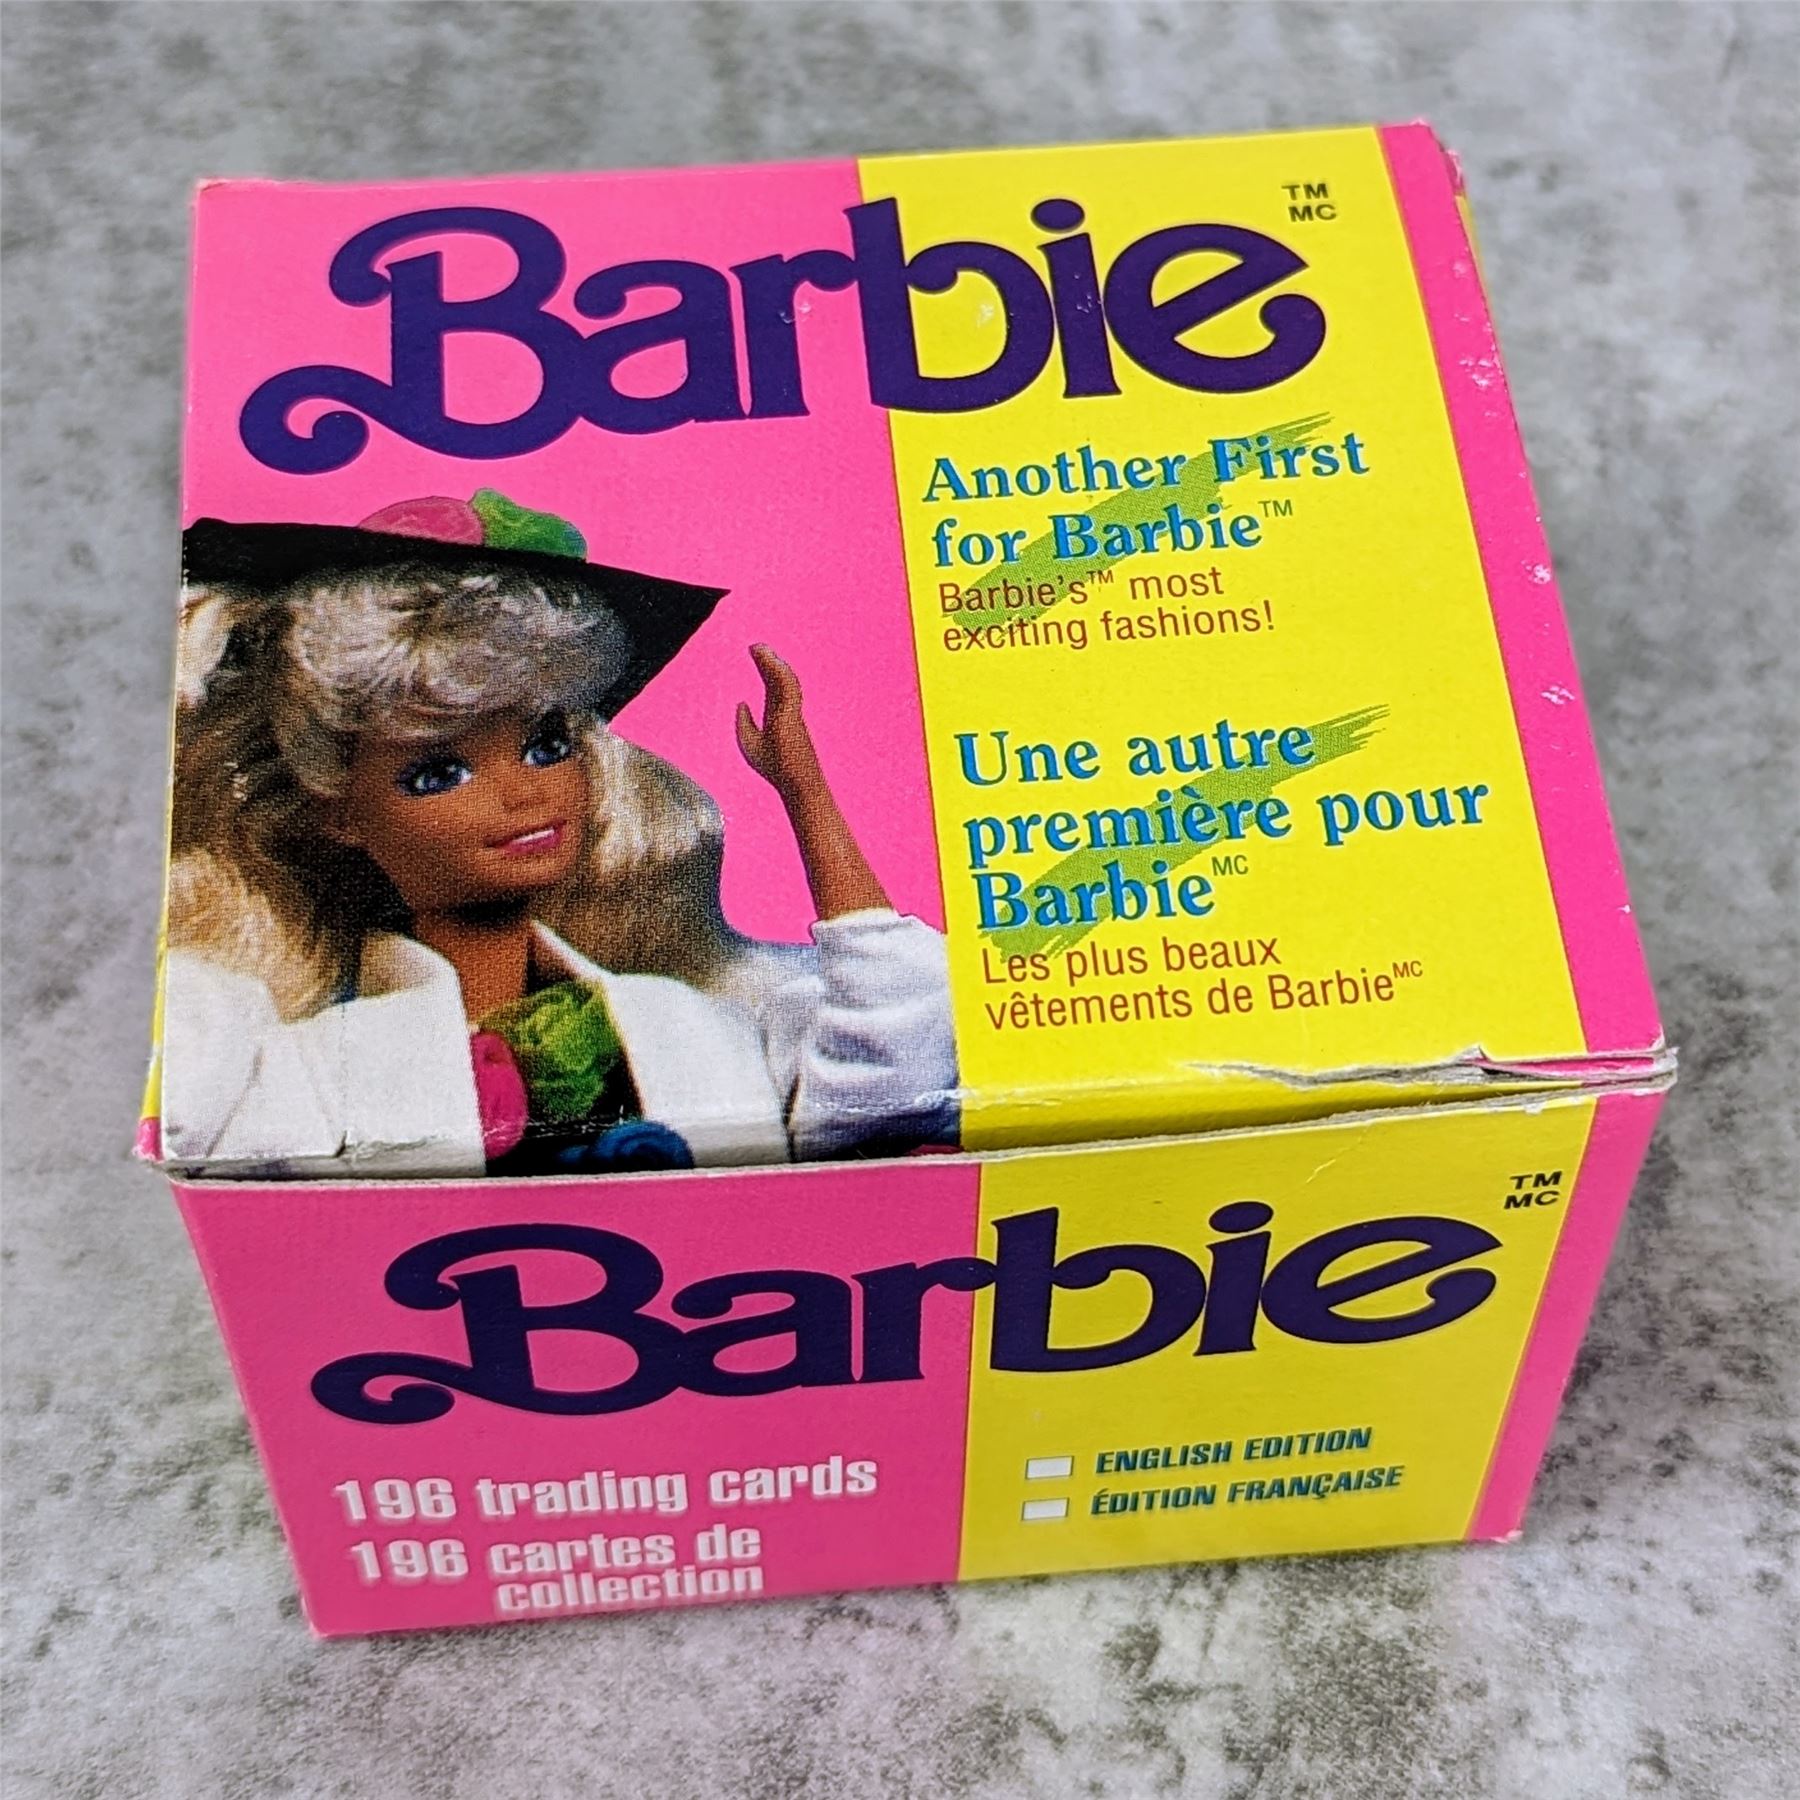 Barbie
TM
MC
Another First
for Barbie™
Barbie's™ most
exciting fashions!
Une autre
première pour
Barbie MC
Les plus beaux
vêtements de Barbie MC
Barbie
TM
MC
196 trading cards
196 cartes de
collection
ENGLISH EDITION
ÉDITION FRANÇAISE